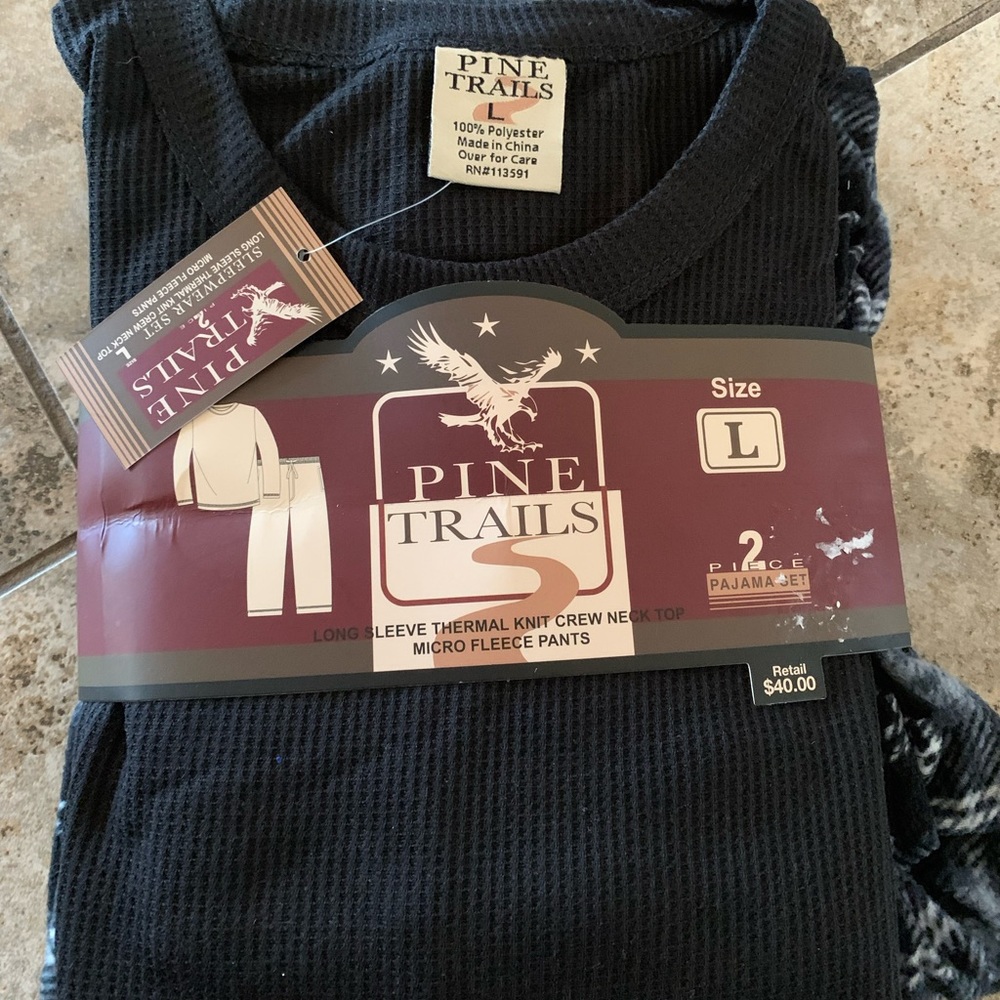 PINE
TRAILS
L
100% Polyester
Made in China
Over for Care
RN#113591
PINE
TRAILS
2
PIECE
SLEEPWEAR SET
LONG SLEEVE THERMAL KNIT CREW NECK TOP
MICRO FLEECE PANTS
SIZE
L
PINE
TRAILS
LONG SLEEVE THERMAL KNIT CREW NECK TOP
MICRO FLEECE PANTS
Size
L
2
PIECE
PAJAMA SET
Retail
$40.00